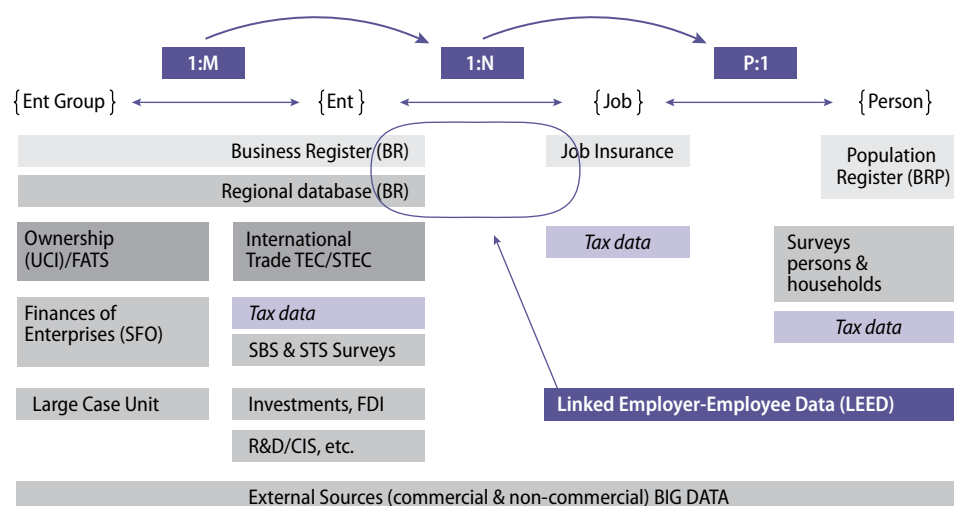 1:M
1:N
P:1
{Ent Group}
{Ent}
{Job}
{Person}
Business Register (BR)
Job Insurance
Population
Register (BRP)
Regional database (BR)
Ownership
(UCI)/FATS
International
Trade TEC/STEC
Tax data
Surveys
persons &
households
Finances of
Enterprises (SFO)
Tax data
SBS & STS Surveys
Tax data
Large Case Unit
Investments, FDI
Linked Employer-Employee Data (LEED)
R&D/CIS, etc.
External Sources (commercial & non-commercial) BIG DATA